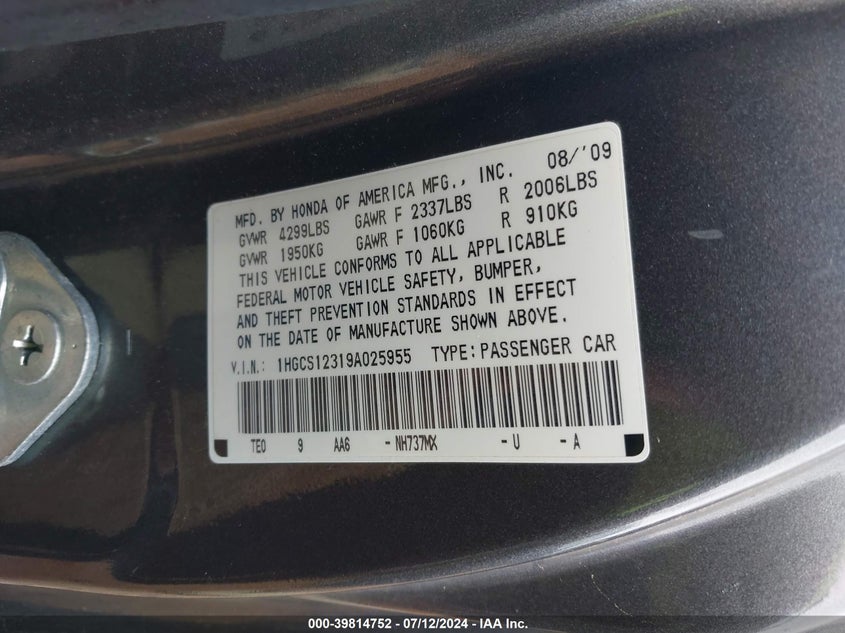 MFD. BY HONDA OF AMERICA MFG., INC. 08/'09
GVWR 4299LBS GAWR F 2337LBS R 2006LBS
GVWR 1950KG GAWR F 1060KG R 910KG
THIS VEHICLE CONFORMS TO ALL APPLICABLE
FEDERAL MOTOR VEHICLE SAFETY, BUMPER,
AND THEFT PREVENTION STANDARDS IN EFFECT
ON THE DATE OF MANUFACTURE SHOWN ABOVE.
V.I.N.: 1HGCS12319A025955 TYPE:PASSENGER CAR
TE0 9 AA6 - NH737MX - U - A
000-39814752 - 07/12/2024 - IAA Inc.